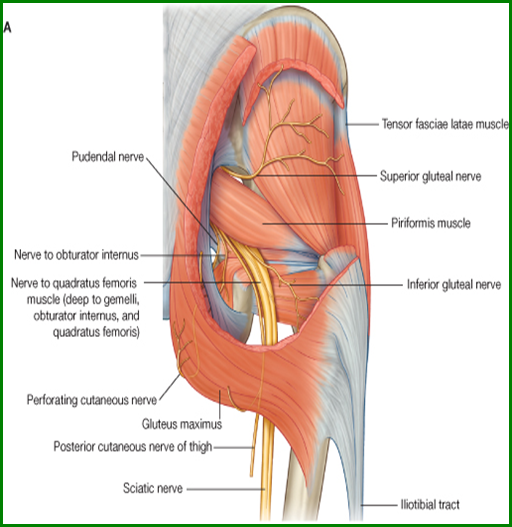 A
Tensor fasciae latae muscle
Pudendal nerve
Superior gluteal nerve
Piriformis muscle
Nerve to obturator internus
Nerve to quadratus femoris
muscle (deep to gemelli,
obturator internus, and
quadratus femoris)
Inferior gluteal nerve
Perforating cutaneous nerve
Gluteus maximus
Posterior cutaneous nerve of thigh
Sciatic nerve
Iliotibial tract